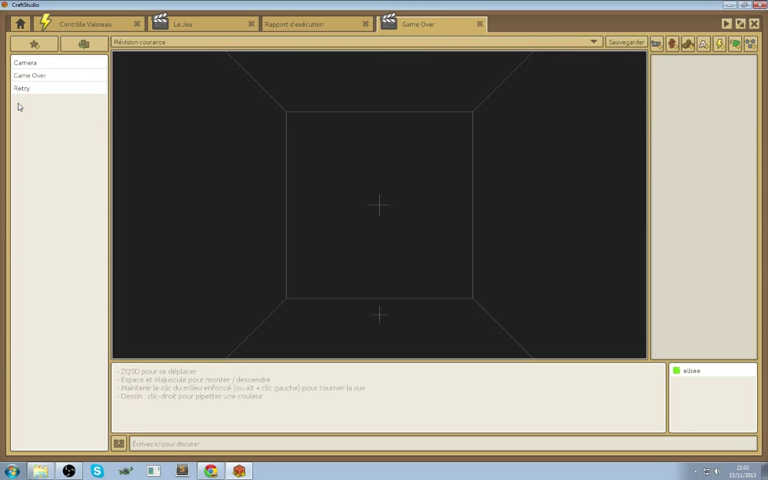 CraftStudio
Contrôle Vaisseau
Le Jeu
Rapport d'exécution
Game Over
Révision courante
Sauvegarder
Camera
Game Over
Retry
- ZQSD pour se déplacer
- Espace et Majuscule pour monter / descendre
- Maintenir le clic du milieu enfoncé (ou alt + clic gauche) pour tourner la vue
- Dessin : clic-droit pour pipetter une couleur
elisee
Écrivez ici pour discuter
21:02
15/11/2013